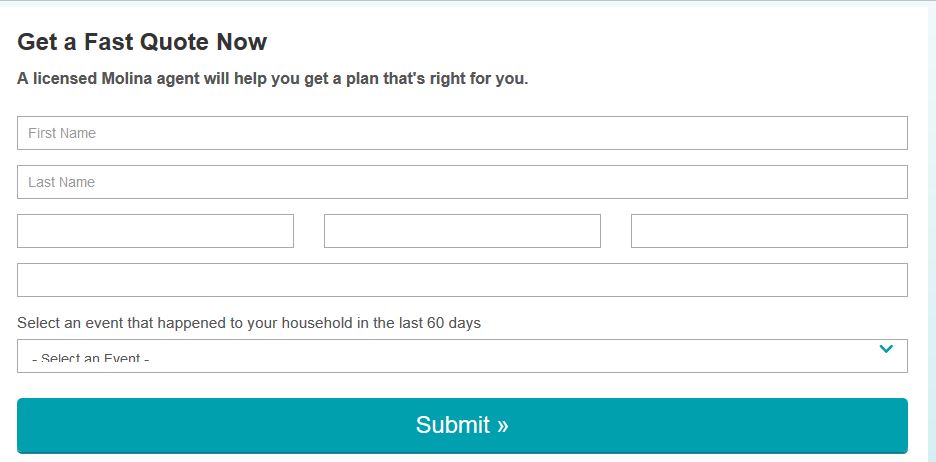 Get a Fast Quote Now
A licensed Molina agent will help you get a plan that's right for you.
First Name
Last Name
Select an event that happened to your household in the last 60 days
- Select an Event -
Submit »